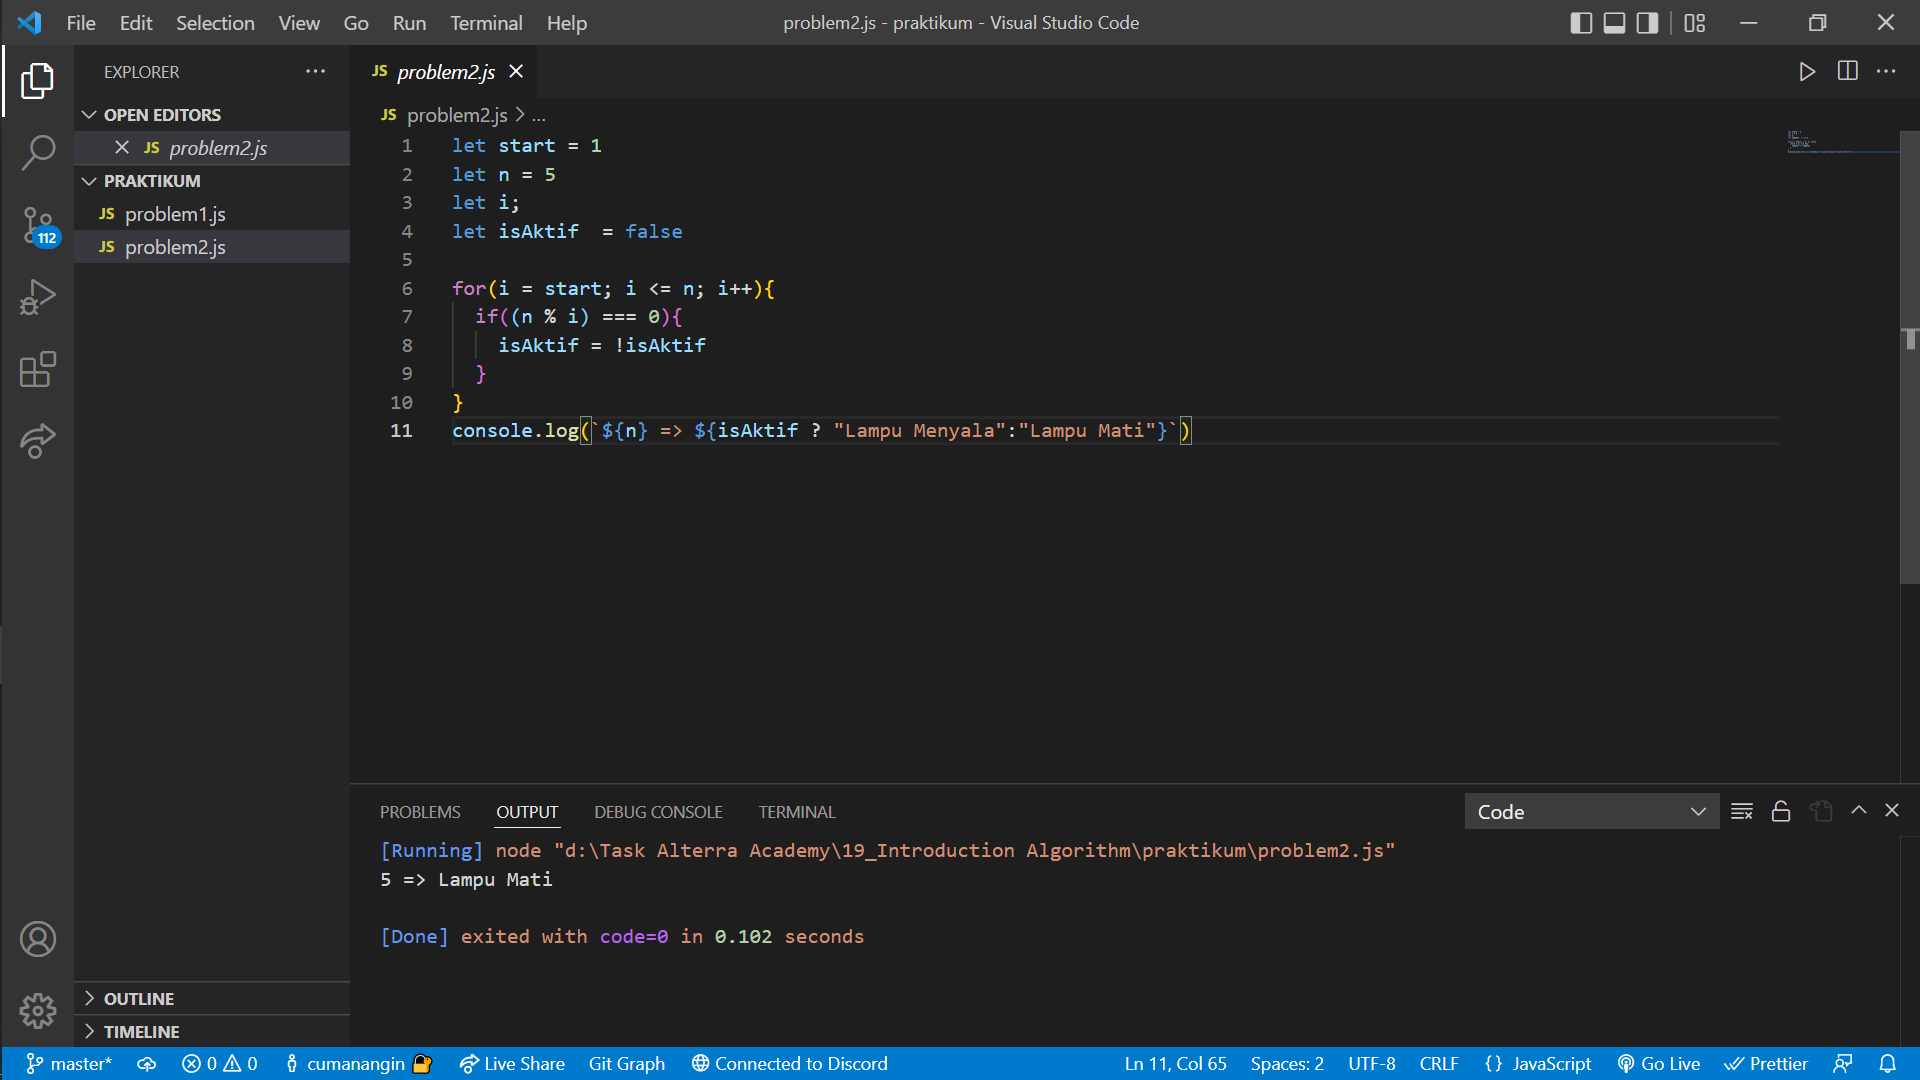 File Edit Selection View Go Run Terminal Help
problem2.js - praktikum - Visual Studio Code
EXPLORER
OPEN EDITORS
JS problem2.js
PRAKTIKUM
JS problem1.js
JS problem2.js
112
OUTLINE
TIMELINE
JS problem2.js
JS problem2.js > ...
1 let start = 1
2 let n = 5
3 let i;
4 let isAktif  = false
5
6 for(i = start; i <= n; i++){
7   if((n % i) === 0){
8     isAktif = !isAktif
9   }
10 }
11 console.log(`${n} => ${isAktif ? "Lampu Menyala":"Lampu Mati"}`)
PROBLEMS OUTPUT DEBUG CONSOLE TERMINAL
Code
[Running] node "d:\Task Alterra Academy\19_Introduction Algorithm\praktikum\problem2.js"
5 => Lampu Mati
[Done] exited with code=0 in 0.102 seconds
master* 0 0 cumanangin Live Share Git Graph Connected to Discord Ln 11, Col 65 Spaces: 2 UTF-8 CRLF {} JavaScript Go Live Prettier